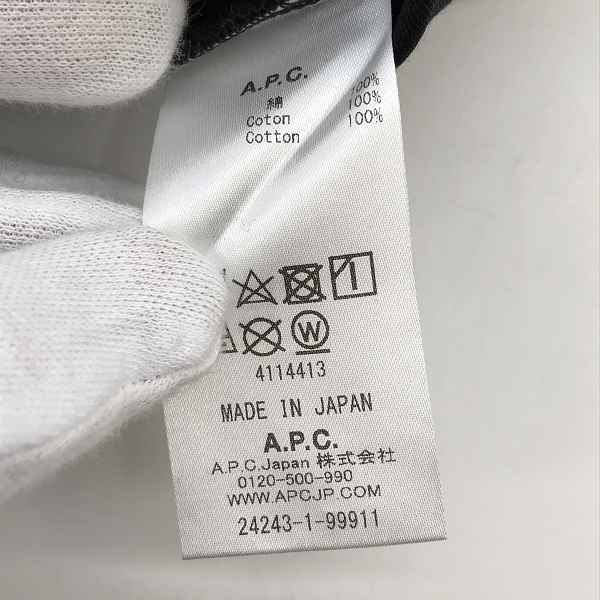 A.P.C.
綿 100%
Coton 100%
Cotton 100%
W
4114413
MADE IN JAPAN
A.P.C.
A.P.C.Japan 株式会社
0120-500-990
WWW.APCJP.COM
24243-1-99911